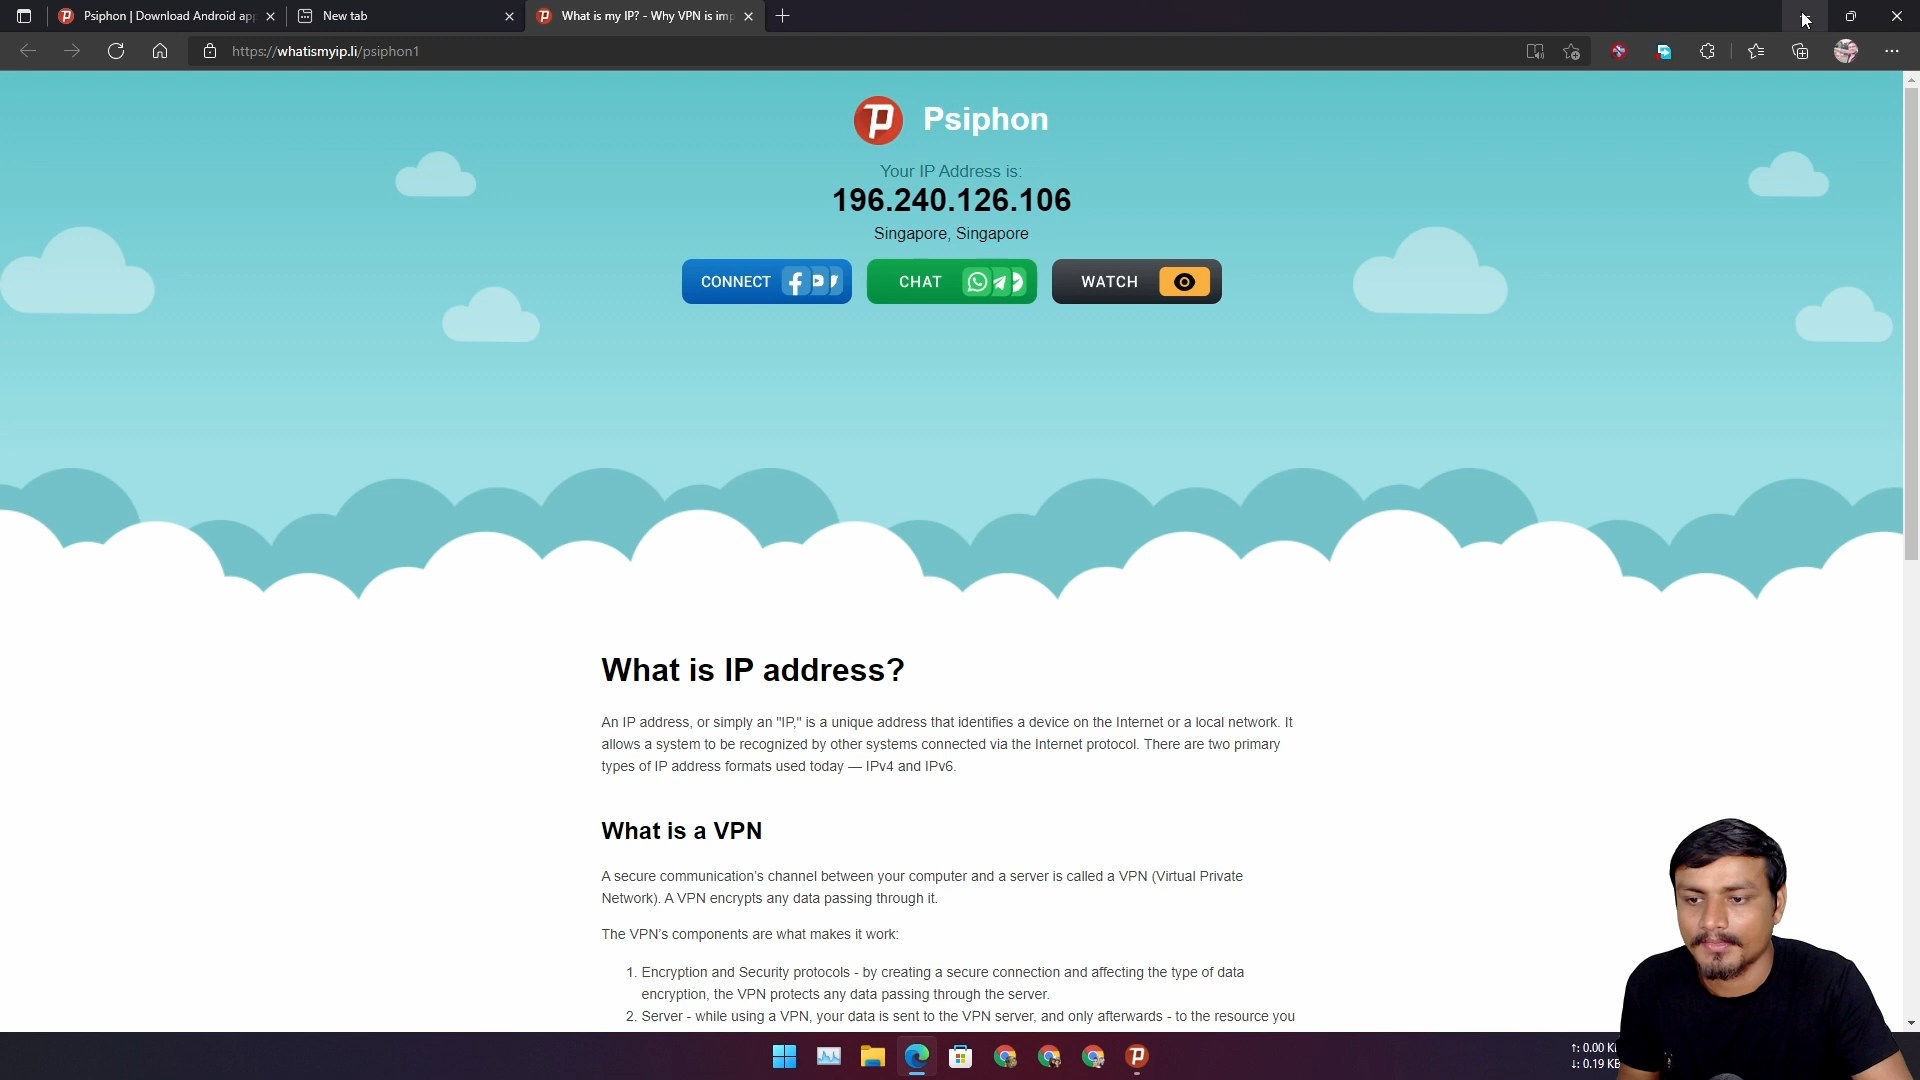 Psiphon | Download Android ap
New tab
What is my IP? - Why VPN is im
https://whatismyip.li/psiphon1
Psiphon
Your IP Address is:
196.240.126.106
Singapore, Singapore
CONNECT
CHAT
WATCH
What is IP address?
An IP address, or simply an "IP," is a unique address that identifies a device on the Internet or a local network. It
allows a system to be recognized by other systems connected via the Internet protocol. There are two primary
types of IP address formats used today — IPv4 and IPv6.
What is a VPN
A secure communication's channel between your computer and a server is called a VPN (Virtual Private
Network). A VPN encrypts any data passing through it.
The VPN's components are what makes it work:
1. Encryption and Security protocols - by creating a secure connection and affecting the type of data
encryption, the VPN protects any data passing through the server.
2. Server - while using a VPN, your data is sent to the VPN server, and only afterwards - to the resource you
↑: 0.00
↓: 0.19